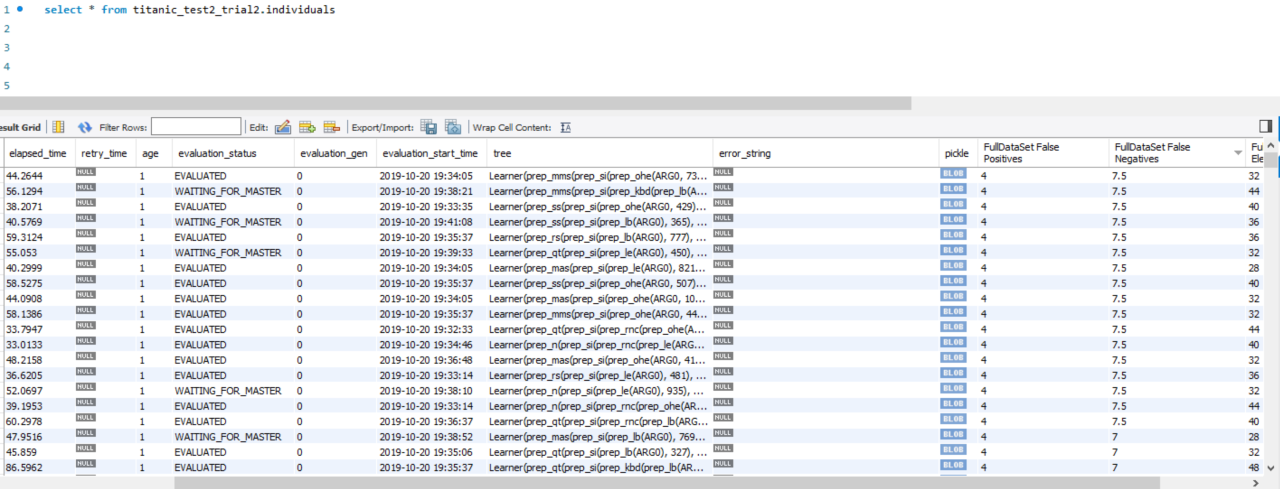 1 select * from titanic_test2_trial2.individuals
2
3
4
5
esult Grid Filter Rows: Edit: Export/Import: Wrap Cell Content: IA
elapsed_time retry_time age evaluation_status evaluation_gen evaluation_start_time tree error_string pickle FullDataSet False Positives FullDataSet False Negatives Fu Ele
44.2644 NULL 1 EVALUATED 0 2019-10-20 19:34:05 Learner(prep_mms(prep_si(prep_ohe(ARG0, 73... NULL BLOB 4 7.5 32
56.1294 NULL 1 WAITING_FOR_MASTER 0 2019-10-20 19:38:21 Learner(prep_mms(prep_si(prep_kbd(prep_lb(A... NULL BLOB 4 7.5 44
38.2071 NULL 1 EVALUATED 0 2019-10-20 19:33:35 Learner(prep_ss(prep_si(prep_ohe(ARG0, 429)... NULL BLOB 4 7.5 40
40.5769 NULL 1 WAITING_FOR_MASTER 0 2019-10-20 19:41:08 Learner(prep_ss(prep_si(prep_lb(ARG0), 365), ... NULL BLOB 4 7.5 36
59.3124 NULL 1 EVALUATED 0 2019-10-20 19:35:37 Learner(prep_rs(prep_si(prep_lb(ARG0), 777), ... NULL BLOB 4 7.5 36
55.053 NULL 1 WAITING_FOR_MASTER 0 2019-10-20 19:39:33 Learner(prep_qt(prep_si(prep_le(ARG0), 450), ... NULL BLOB 4 7.5 32
40.2999 NULL 1 EVALUATED 0 2019-10-20 19:34:05 Learner(prep_mas(prep_si(prep_le(ARG0), 821... NULL BLOB 4 7.5 28
58.5275 NULL 1 EVALUATED 0 2019-10-20 19:35:37 Learner(prep_ss(prep_si(prep_ohe(ARG0, 507)... NULL BLOB 4 7.5 40
44.0908 NULL 1 EVALUATED 0 2019-10-20 19:34:05 Learner(prep_mas(prep_si(prep_ohe(ARG0, 10... NULL BLOB 4 7.5 32
58.1386 NULL 1 EVALUATED 0 2019-10-20 19:35:37 Learner(prep_mms(prep_si(prep_ohe(ARG0, 44... NULL BLOB 4 7.5 32
33.7947 NULL 1 EVALUATED 0 2019-10-20 19:32:33 Learner(prep_qt(prep_si(prep_rnc(prep_ohe(A... NULL BLOB 4 7.5 44
33.0133 NULL 1 EVALUATED 0 2019-10-20 19:34:46 Learner(prep_n(prep_si(prep_rnc(prep_le(ARG... NULL BLOB 4 7.5 40
48.2158 NULL 1 EVALUATED 0 2019-10-20 19:36:48 Learner(prep_mas(prep_si(prep_ohe(ARG0, 41... NULL BLOB 4 7.5 32
36.6205 NULL 1 EVALUATED 0 2019-10-20 19:33:14 Learner(prep_rs(prep_si(prep_le(ARG0), 481), ... NULL BLOB 4 7.5 36
52.0697 NULL 1 WAITING_FOR_MASTER 0 2019-10-20 19:38:10 Learner(prep_n(prep_si(prep_le(ARG0), 935), ... NULL BLOB 4 7.5 32
39.1953 NULL 1 EVALUATED 0 2019-10-20 19:33:14 Learner(prep_n(prep_si(prep_rnc(prep_ohe(AR... NULL BLOB 4 7.5 44
60.2978 NULL 1 EVALUATED 0 2019-10-20 19:36:37 Learner(prep_qt(prep_si(prep_rnc(prep_lb(ARG... NULL BLOB 4 7.5 40
47.9516 NULL 1 WAITING_FOR_MASTER 0 2019-10-20 19:38:52 Learner(prep_mas(prep_si(prep_lb(ARG0), 769... NULL BLOB 4 7 28
45.859 NULL 1 EVALUATED 0 2019-10-20 19:35:06 Learner(prep_qt(prep_si(prep_lb(ARG0), 327), ... NULL BLOB 4 7 32
86.5962 NULL 1 EVALUATED 0 2019-10-20 19:35:37 Learner(prep_qt(prep_si(prep_kbd(prep_lb(AR... NULL BLOB 4 7 48